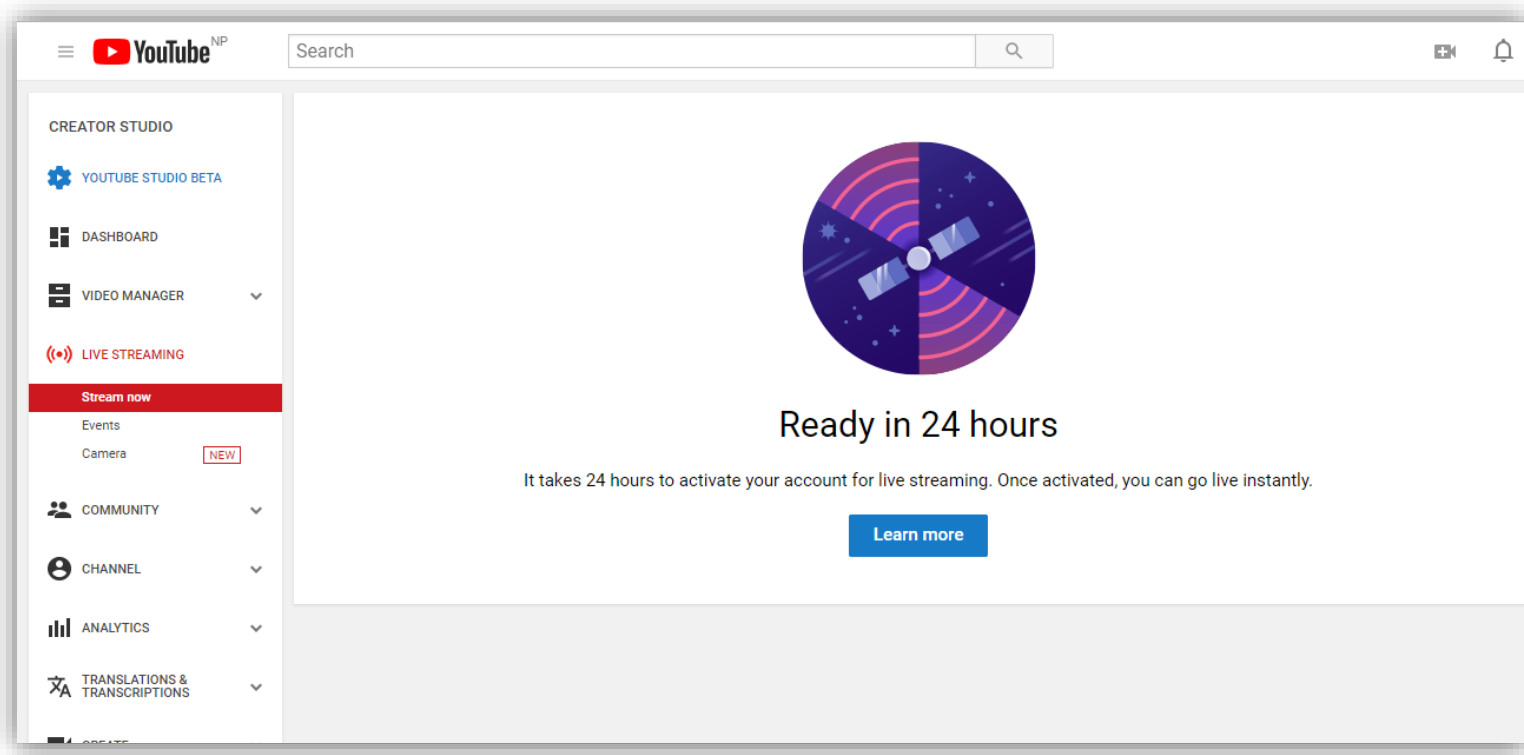 YouTube NP
Search
CREATOR STUDIO
YOUTUBE STUDIO BETA
DASHBOARD
VIDEO MANAGER
LIVE STREAMING
Stream now
Events
Camera NEW
COMMUNITY
CHANNEL
ANALYTICS
TRANSLATIONS &
TRANSCRIPTIONS
Ready in 24 hours
It takes 24 hours to activate your account for live streaming. Once activated, you can go live instantly.
Learn more